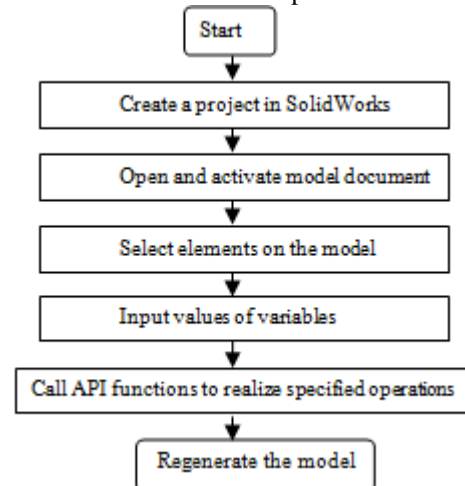 Start
Create a project in SolidWorks
Open and activate model document
Select elements on the model
Input values of variables
Call API functions to realize specified operations
Regenerate the model